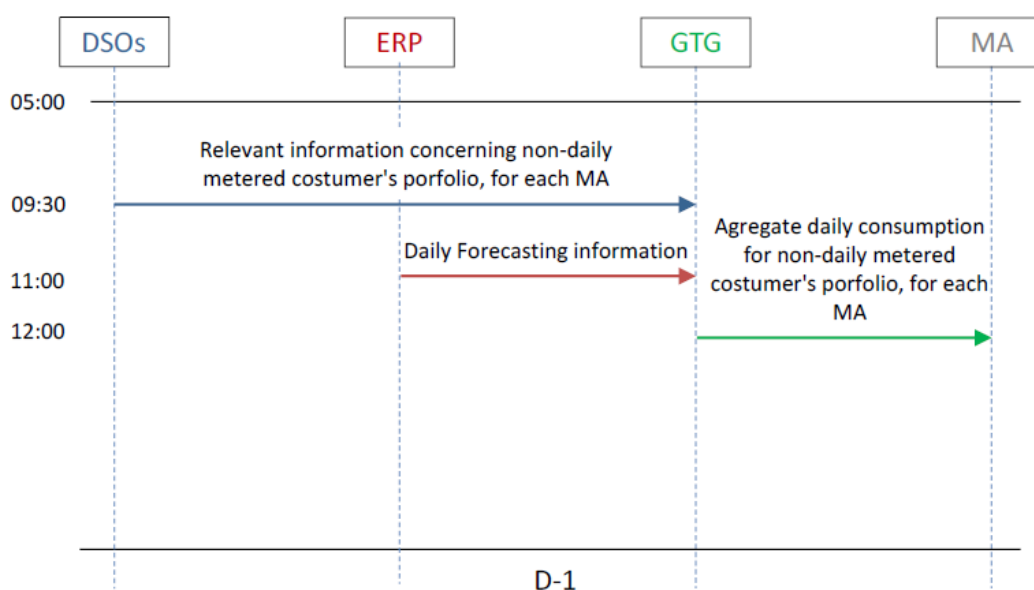 DSOs
ERP
GTG
MA
05:00
Relevant information concerning non-daily
metered costumer's porfolio, for each MA
09:30
Agregate daily consumption
for non-daily metered
costumer's porfolio, for each
MA
Daily Forecasting information
11:00
12:00
D-1